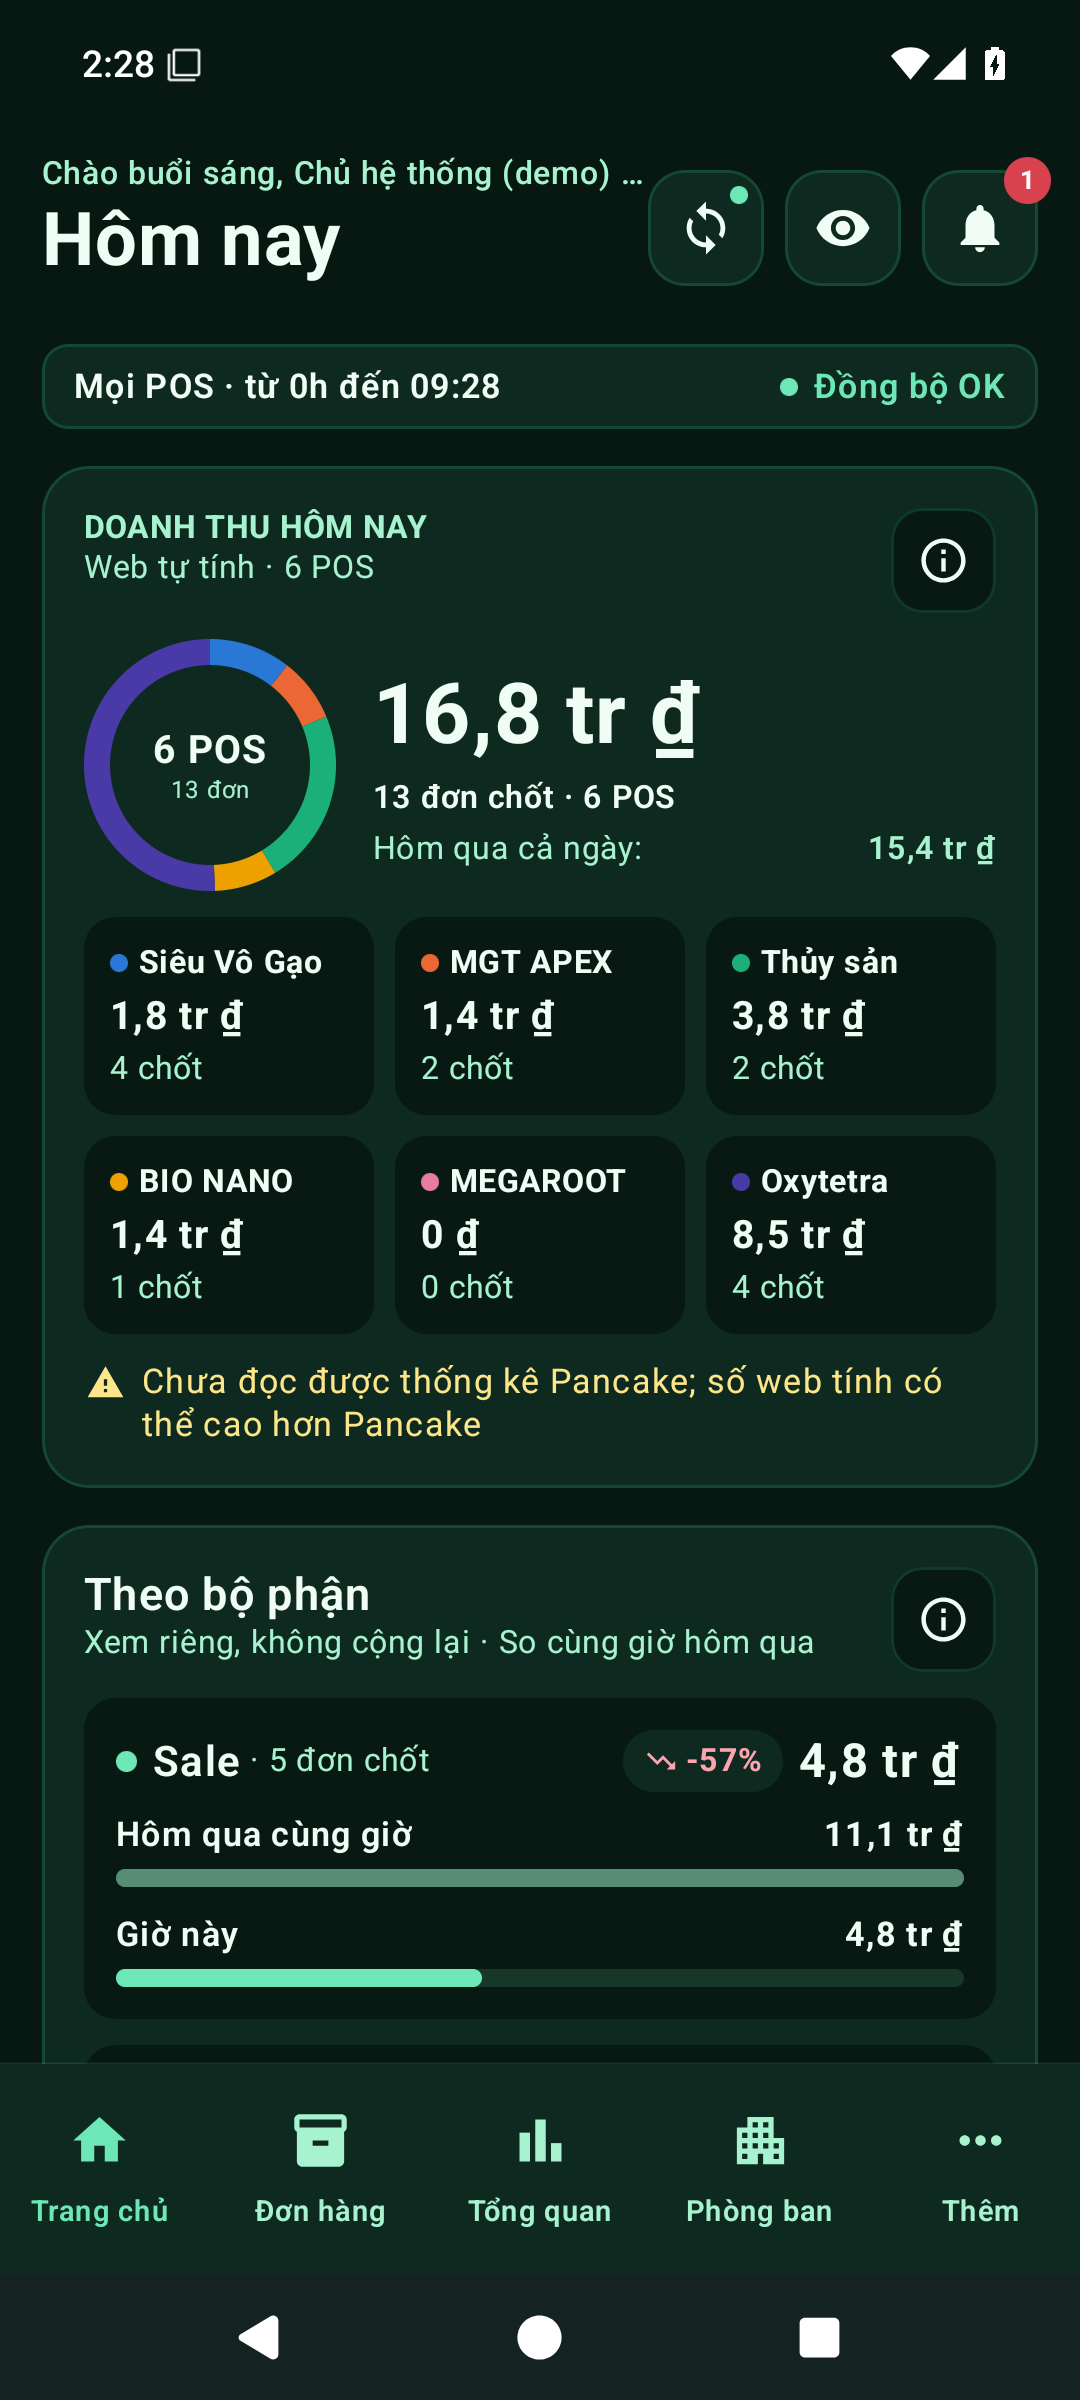 2:28
Chào buổi sáng, Chủ hệ thống (demo) ...
Hôm nay
1
Mọi POS · từ 0h đến 09:28
Đồng bộ OK
DOANH THU HÔM NAY
Web tự tính · 6 POS
6 POS
13 đơn
16,8 tr ₫
13 đơn chốt · 6 POS
Hôm qua cả ngày:
15,4 tr ₫
Siêu Vô Gạo
1,8 tr ₫
4 chốt
MGT APEX
1,4 tr ₫
2 chốt
Thủy sản
3,8 tr ₫
2 chốt
BIO NANO
1,4 tr ₫
1 chốt
MEGAROOT
0 ₫
0 chốt
Oxytetra
8,5 tr ₫
4 chốt
Chưa đọc được thống kê Pancake; số web tính có
thể cao hơn Pancake
Theo bộ phận
Xem riêng, không cộng lại · So cùng giờ hôm qua
Sale · 5 đơn chốt
-57%
4,8 tr ₫
Hôm qua cùng giờ
11,1 tr ₫
Giờ này
4,8 tr ₫
Trang chủ
Đơn hàng
Tổng quan
Phòng ban
Thêm